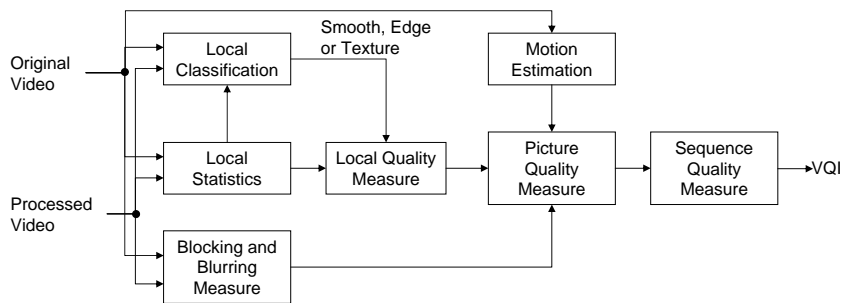 Smooth, Edge
or Texture
Original
Video
Local
Classification
Motion
Estimation
Local
Statistics
Local Quality
Measure
Picture
Quality
Measure
Sequence
Quality
Measure
VQI
Processed
Video
Blocking and
Blurring
Measure